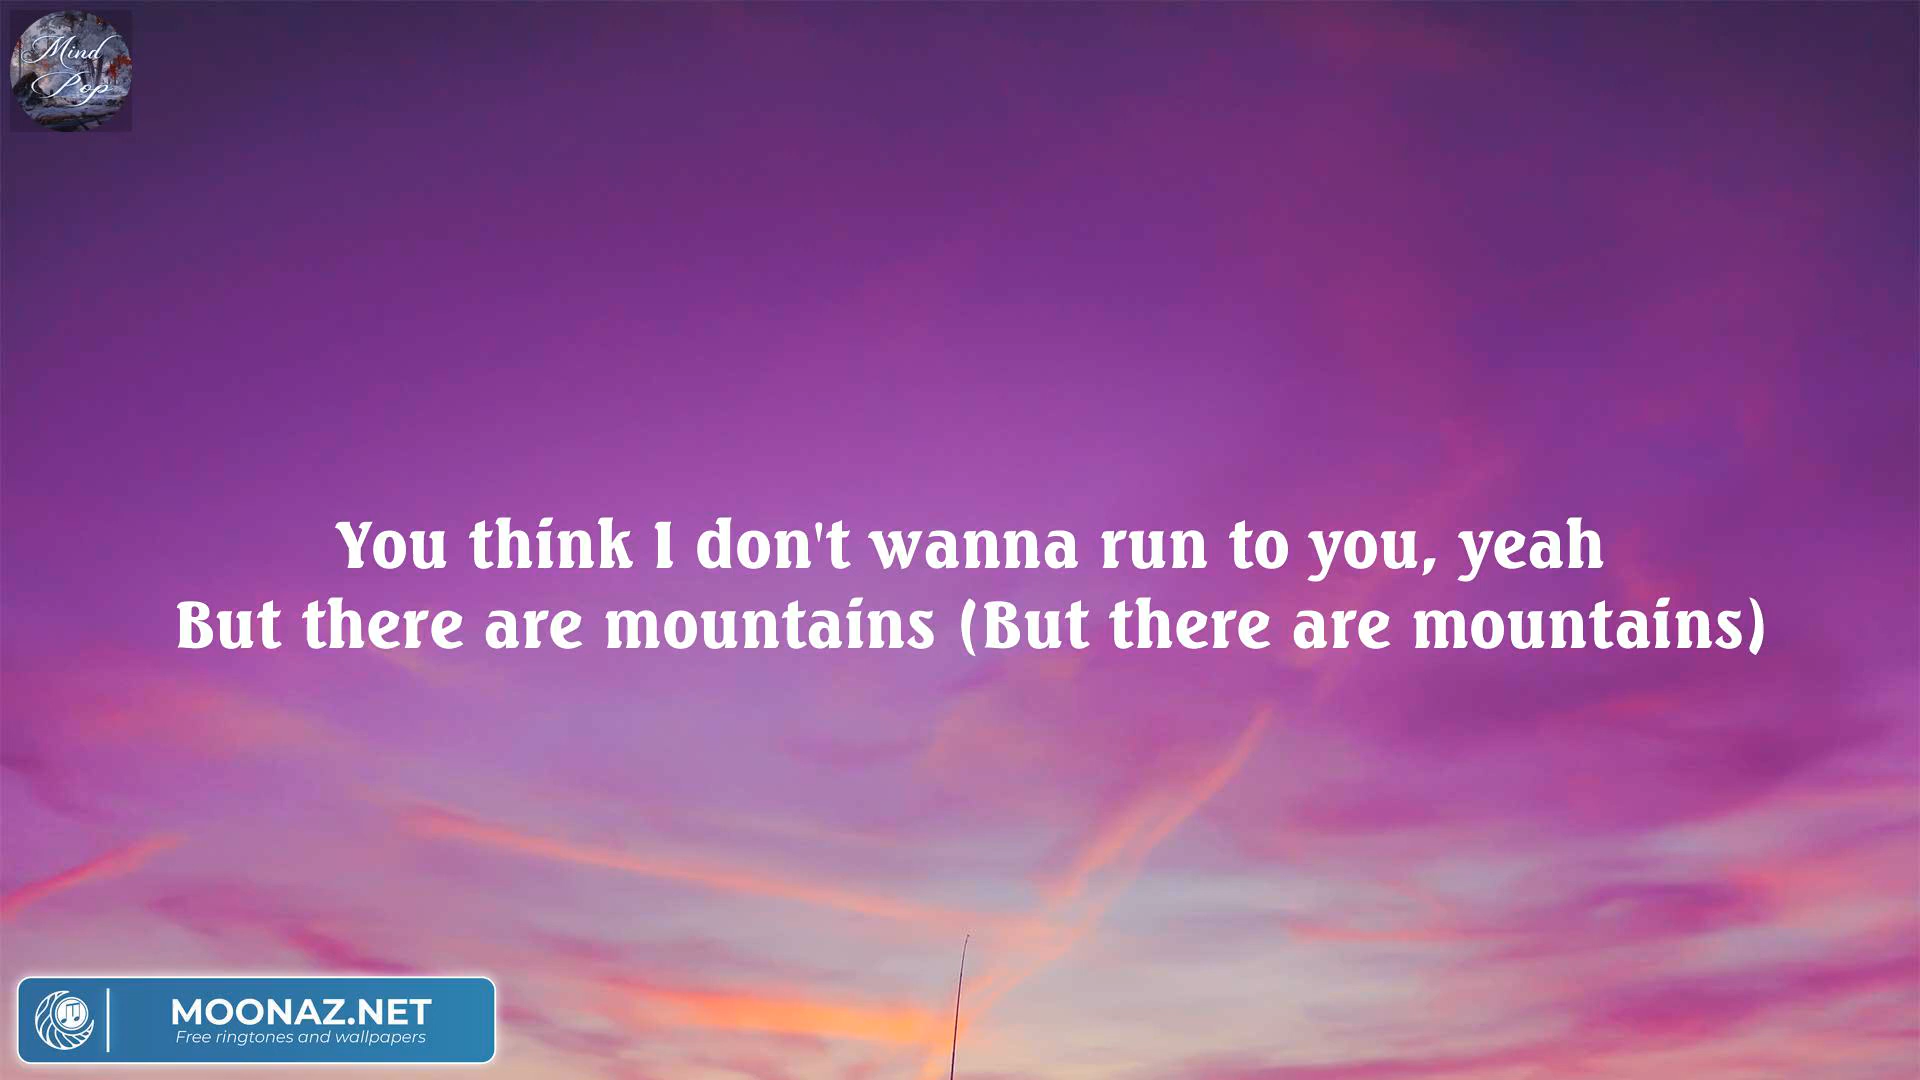 Mind
Pop
You think I don't wanna run to you, yeah
But there are mountains (But there are mountains)
MOONAZ.NET
Free ringtones and wallpapers